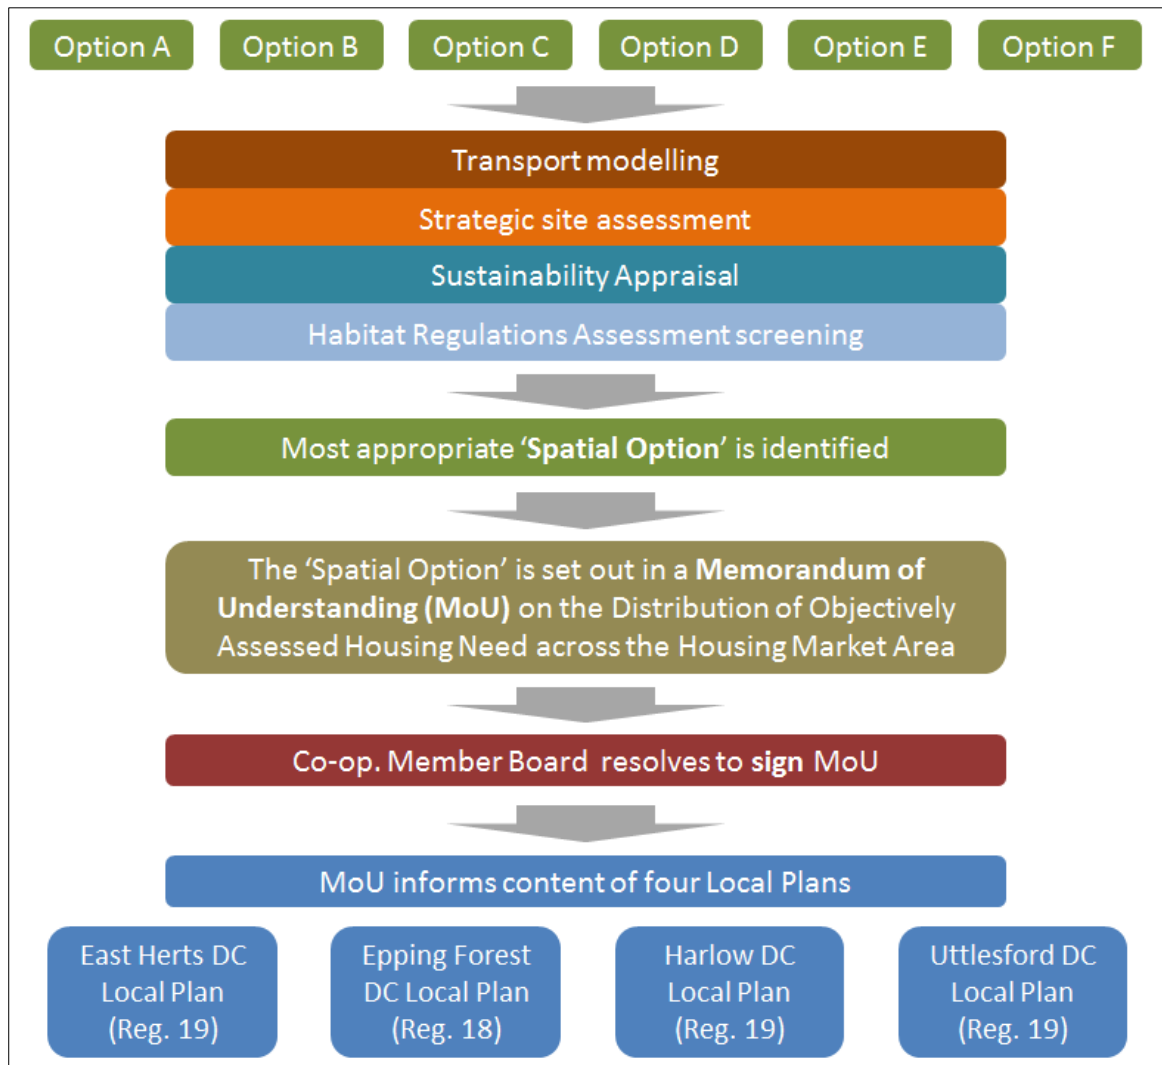 Option A
Option B
Option C
Option D
Option E
Option F
Transport modelling
Strategic site assessment
Sustainability Appraisal
Habitat Regulations Assessment screening
Most appropriate ‘Spatial Option’ is identified
The ‘Spatial Option’ is set out in a Memorandum of
Understanding (MoU) on the Distribution of Objectively
Assessed Housing Need across the Housing Market Area
Co-op. Member Board resolves to sign MoU
MoU informs content of four Local Plans
East Herts DC
Local Plan
(Reg. 19)
Epping Forest
DC Local Plan
(Reg. 18)
Harlow DC
Local Plan
(Reg. 19)
Uttlesford DC
Local Plan
(Reg. 19)